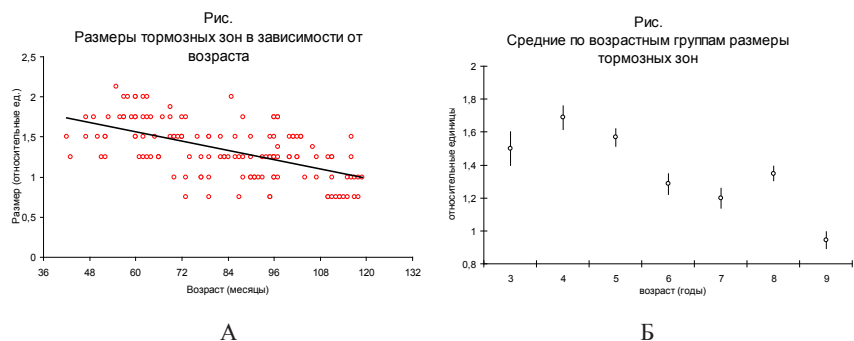 Рис.
Размеры тормозных зон в зависимости от
возраста
Размер (относительные ед.)
2,5
2
1,5
1
0,5
0
36 48 60 72 84 96 108 120 132
Возраст (месяцы)
А
Рис.
Средние по возрастным группам размеры
тормозных зон
относительные единицы
2
1,8
1,6
1,4
1,2
1
0,8
3 4 5 6 7 8 9
возраст (годы)
Б